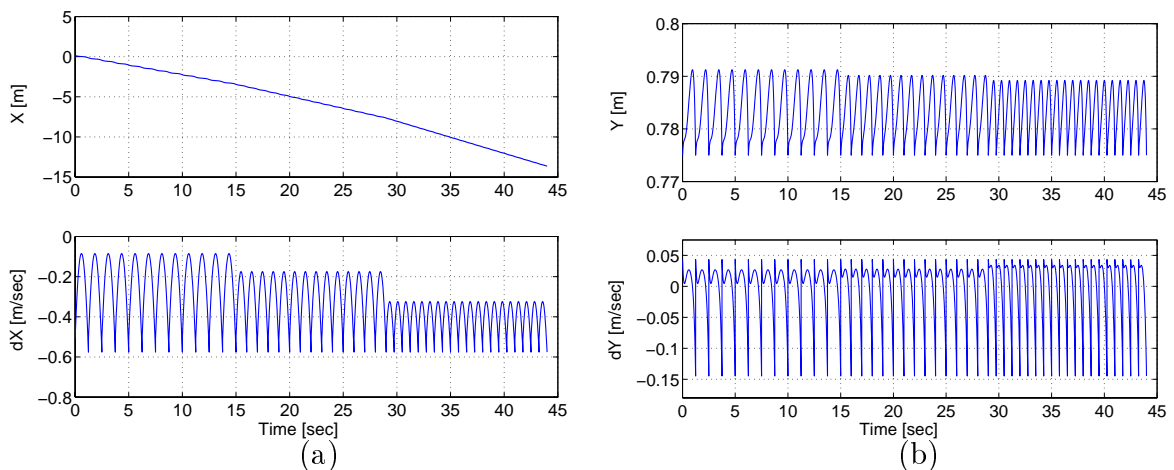 5
0
−5
−10
−15
X [m]
0 5 10 15 20 25 30 35 40 45
0
−0.2
−0.4
−0.6
−0.8
dX [m/sec]
0 5 10 15 20 25 30 35 40 45
Time [sec]
(a)
0.8
0.79
0.78
0.77
Y [m]
0 5 10 15 20 25 30 35 40 45
0.05
0
−0.05
−0.1
−0.15
dY [m/sec]
0 5 10 15 20 25 30 35 40 45
Time [sec]
(b)